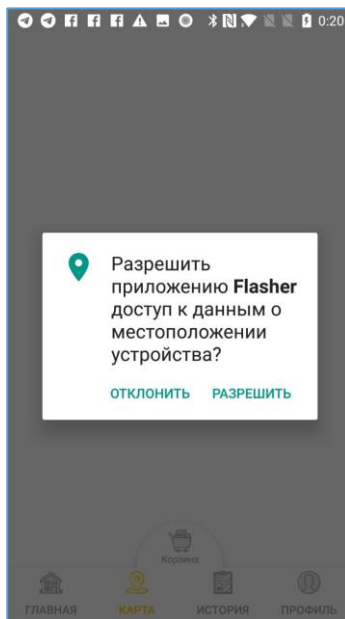 0:20
Разрешить
приложению Flasher
доступ к данным о
местоположении
устройства?
ОТКЛОНИТЬ РАЗРЕШИТЬ
Корзина
ГЛАВНАЯ КАРТА ИСТОРИЯ ПРОФИЛЬ